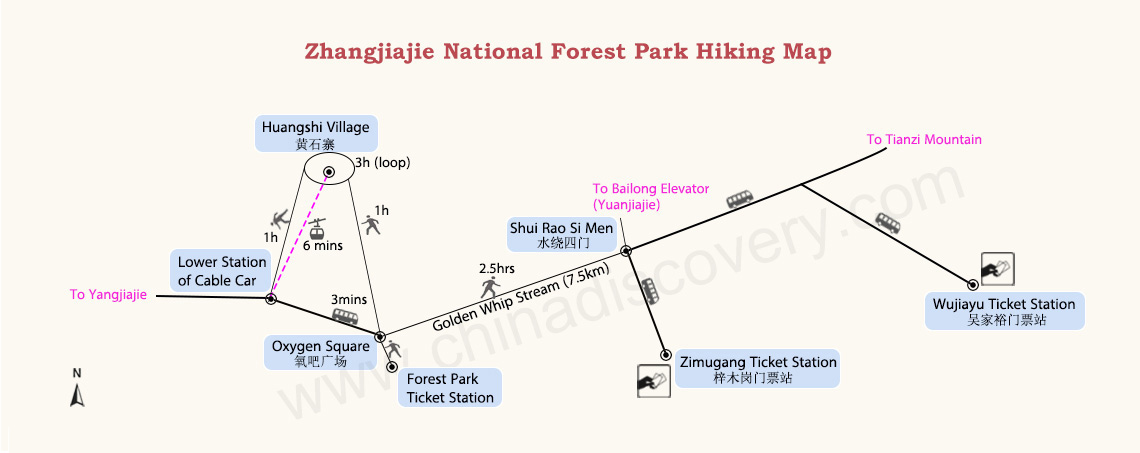 Zhangjiajie National Forest Park Hiking Map
Huangshi Village
黄石寨
3h (loop)
To Tianzi Mountain
To Bailong Elevator
(Yuanjiajie)
1h
1h
6 mins
Shui Rao Si Men
水绕四门
Lower Station
of Cable Car
2.5hrs
Golden Whip Stream (7.5km)
To Yangjiajie
3mins
Wujiayu Ticket Station
吴家裕门票站
Oxygen Square
氧吧广场
Zimugang Ticket Station
梓木岗门票站
Forest Park
Ticket Station
N
www.chinadiscovery.com